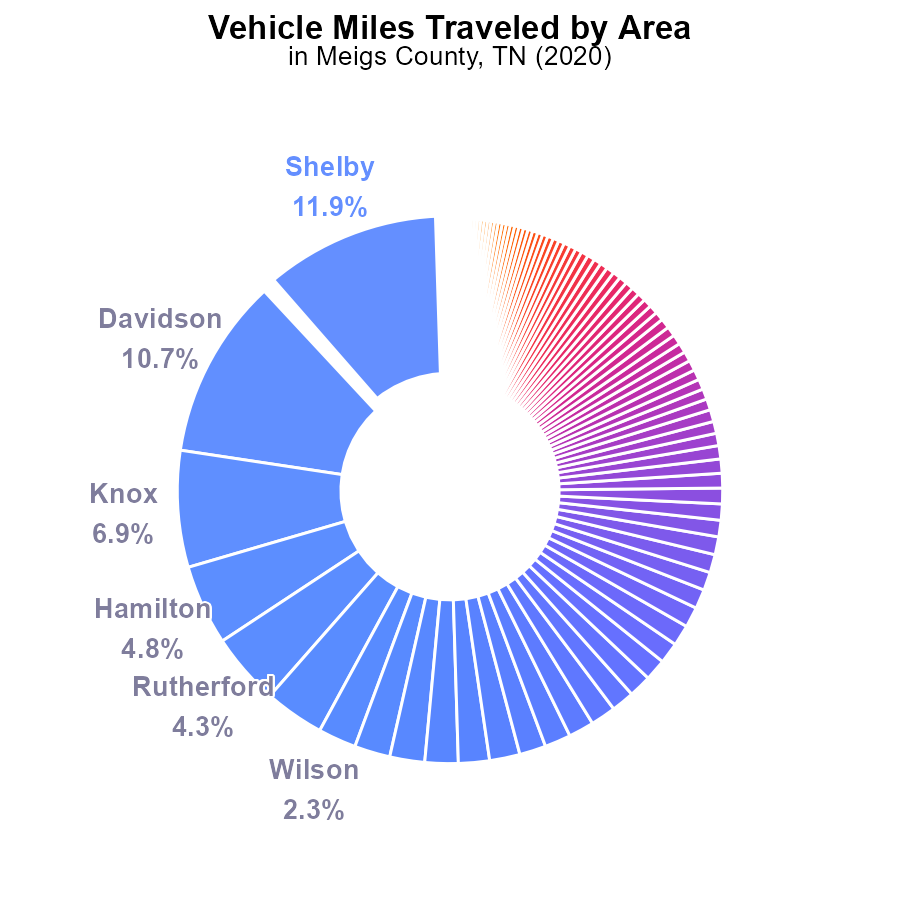 Vehicle Miles Traveled by Area
in Meigs County, TN (2020)
Shelby
11.9%
Davidson
10.7%
Knox
6.9%
Hamilton
4.8%
Rutherford
4.3%
Wilson
2.3%